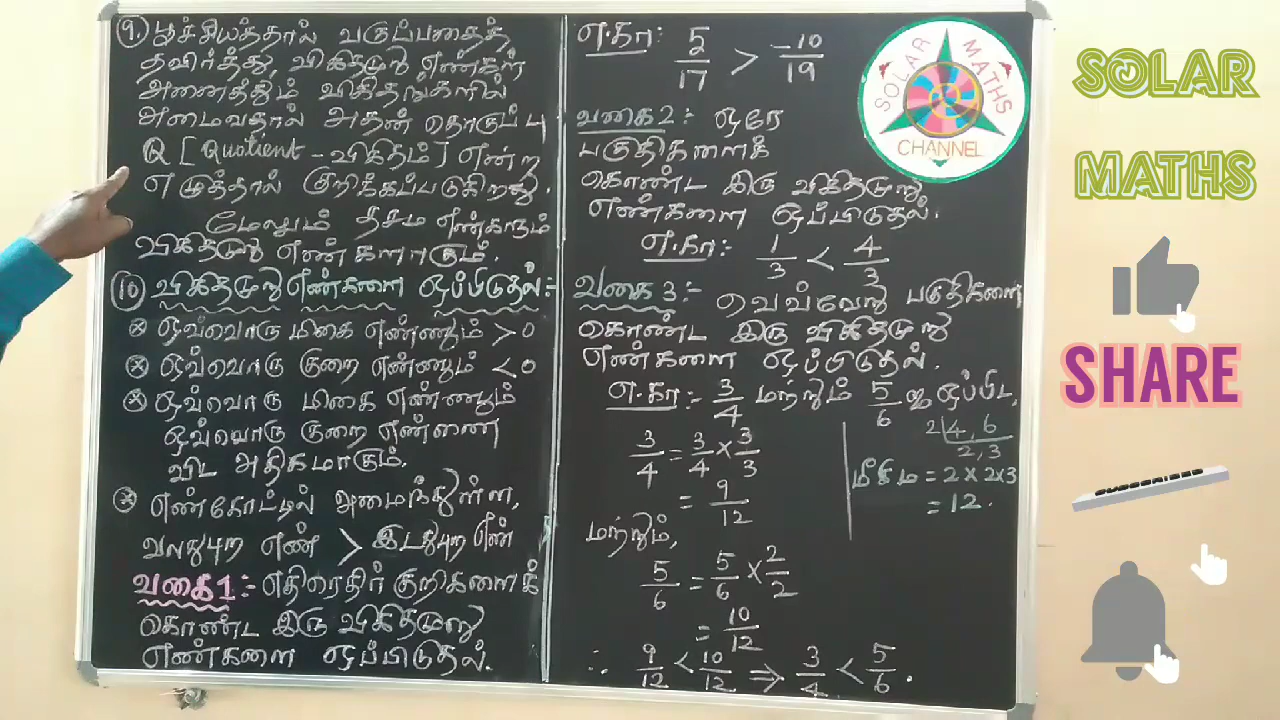 9. பூச்சியத்தால் வகுப்பதைத்
தவிர்த்து, விகிதமுறு எண்கள்
அனைத்தும் விகிதங்களில்
அமைவதால் அதன் தொகுப்பு
Q [Quotient - விகிதம்] என்ற
எழுத்தால் குறிக்கப்படுகிறது.
மேலும் தசம எண்களும்
விகிதமுறு எண்களாகும்.
10 விகிதமுறு எண்களை ஒப்பிடுதல்:-
ஒவ்வொரு மிகை எண்ணும் > 0
ஒவ்வொரு குறை எண்ணும் < 0
ஒவ்வொரு மிகை எண்ணும்
ஒவ்வொரு குறை எண்ணை
விட அதிகமாகும்.
எண்கோட்டில் அமைந்துள்ள,
வலதுபுற எண் > இடதுபுற எண்
வகை 1:- எதிரெதிர் குறிகளைக்
கொண்ட இரு விகிதமுறு
எண்களை ஒப்பிடுதல்.
எ.கா: 5/17 > -10/19
வகை 2:- ஒரே
பகுதிகளைக்
கொண்ட இரு விகிதமுறு
எண்களை ஒப்பிடுதல்.
எ.கா:- 1/3 < 4/3
வகை 3:- வெவ்வேறு பகுதிகளை
கொண்ட இரு விகிதமுறு
எண்களை ஒப்பிடுதல்.
எ.கா:- 3/4 மற்றும் 5/6 ஐ ஒப்பிட,
3/4 = 3/4 × 3/3
= 9/12
மற்றும்,
5/6 = 5/6 × 2/2
= 10/12
∴ 9/12 < 10/12 ⇒ 3/4 < 5/6.
2 | 4, 6
2, 3
மீசிம = 2 × 2 × 3
= 12.
SOLAR MATHS
CHANNEL
SOLAR
MATHS
SHARE